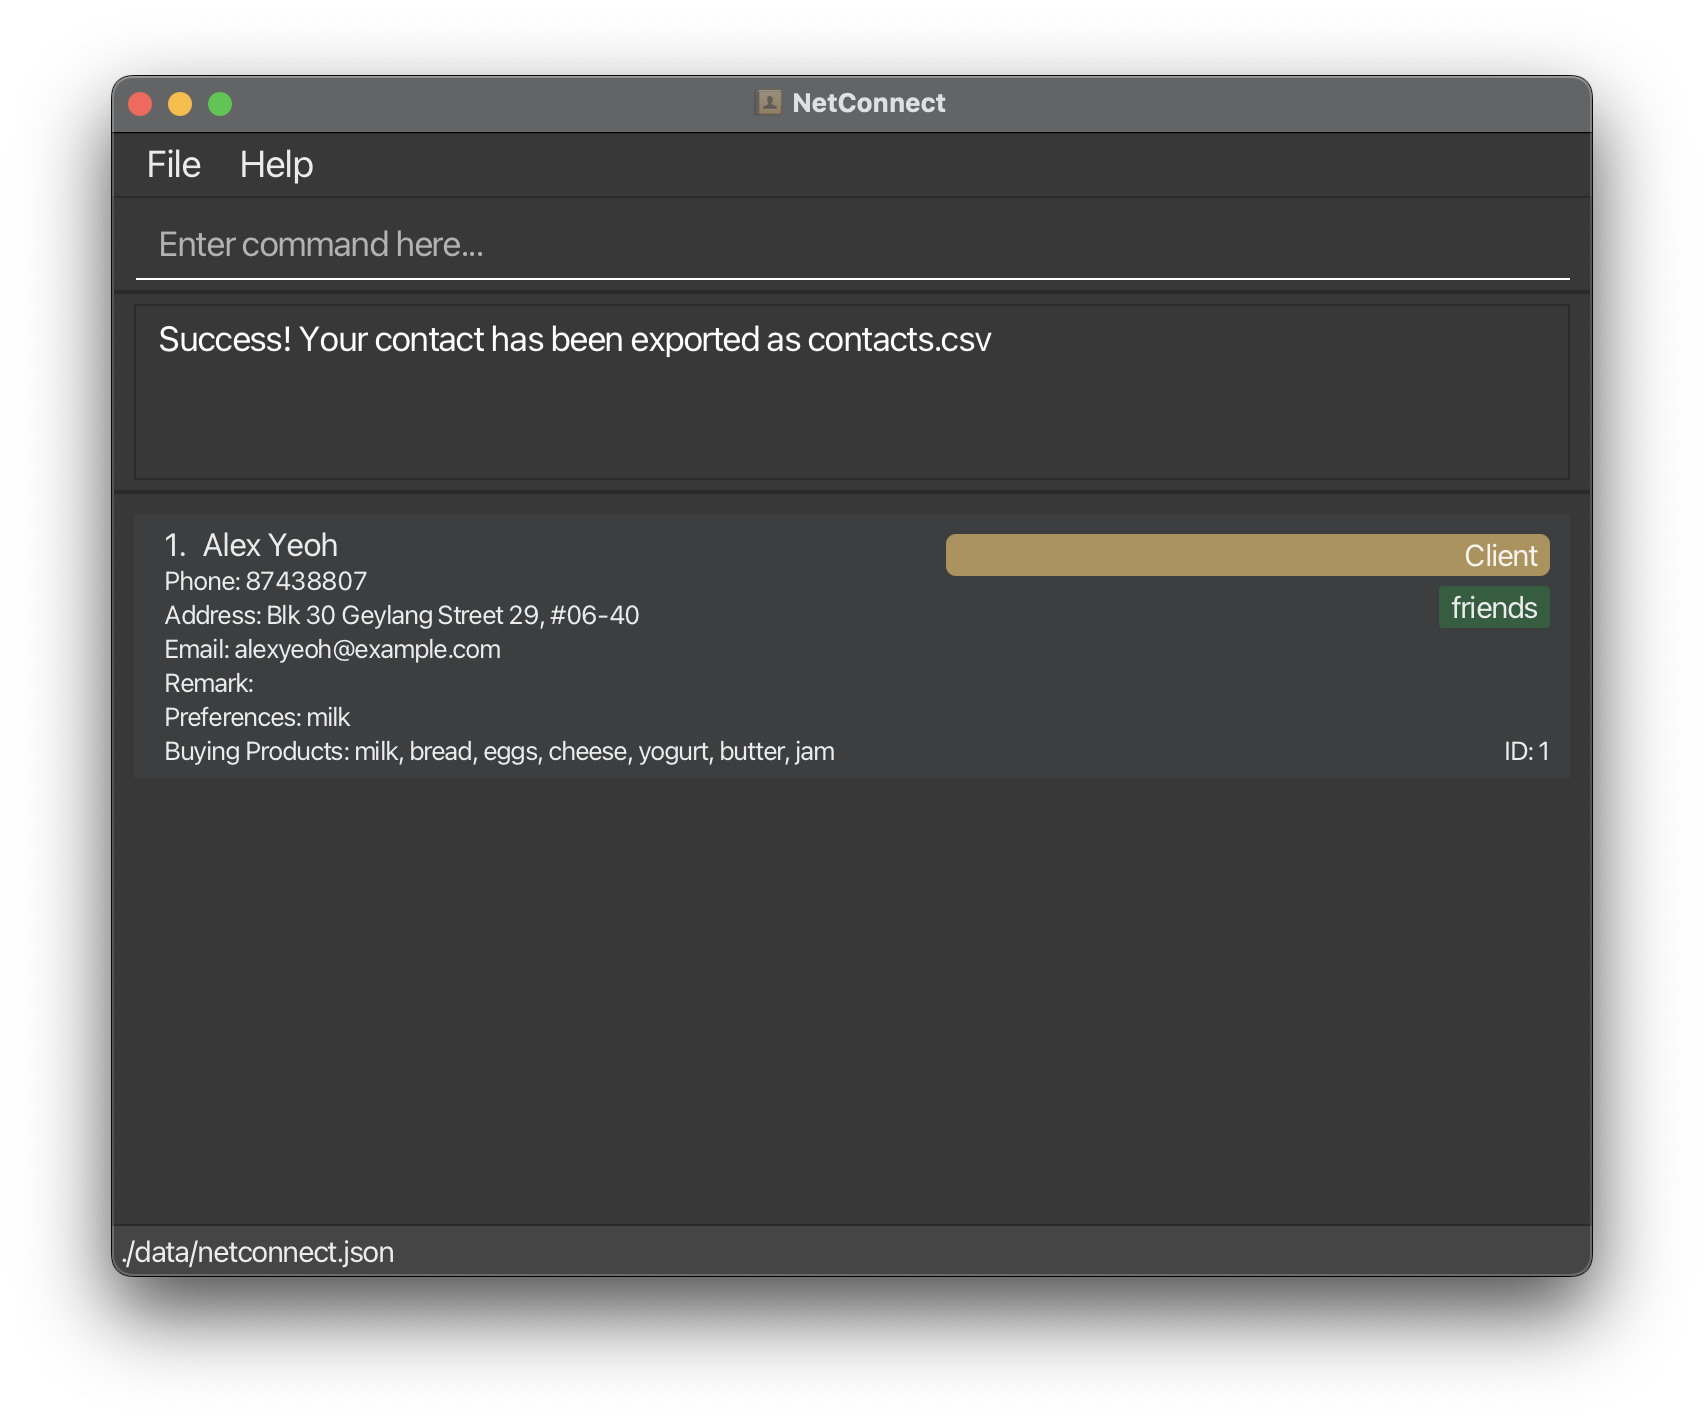 NetConnect
File Help
Enter command here...
Success! Your contact has been exported as contacts.csv
1. Alex Yeoh
Client
Phone: 87438807
friends
Address: Blk 30 Geylang Street 29, #06-40
Email: alexyeoh@example.com
Remark:
Preferences: milk
Buying Products: milk, bread, eggs, cheese, yogurt, butter, jam
ID: 1
./data/netconnect.json